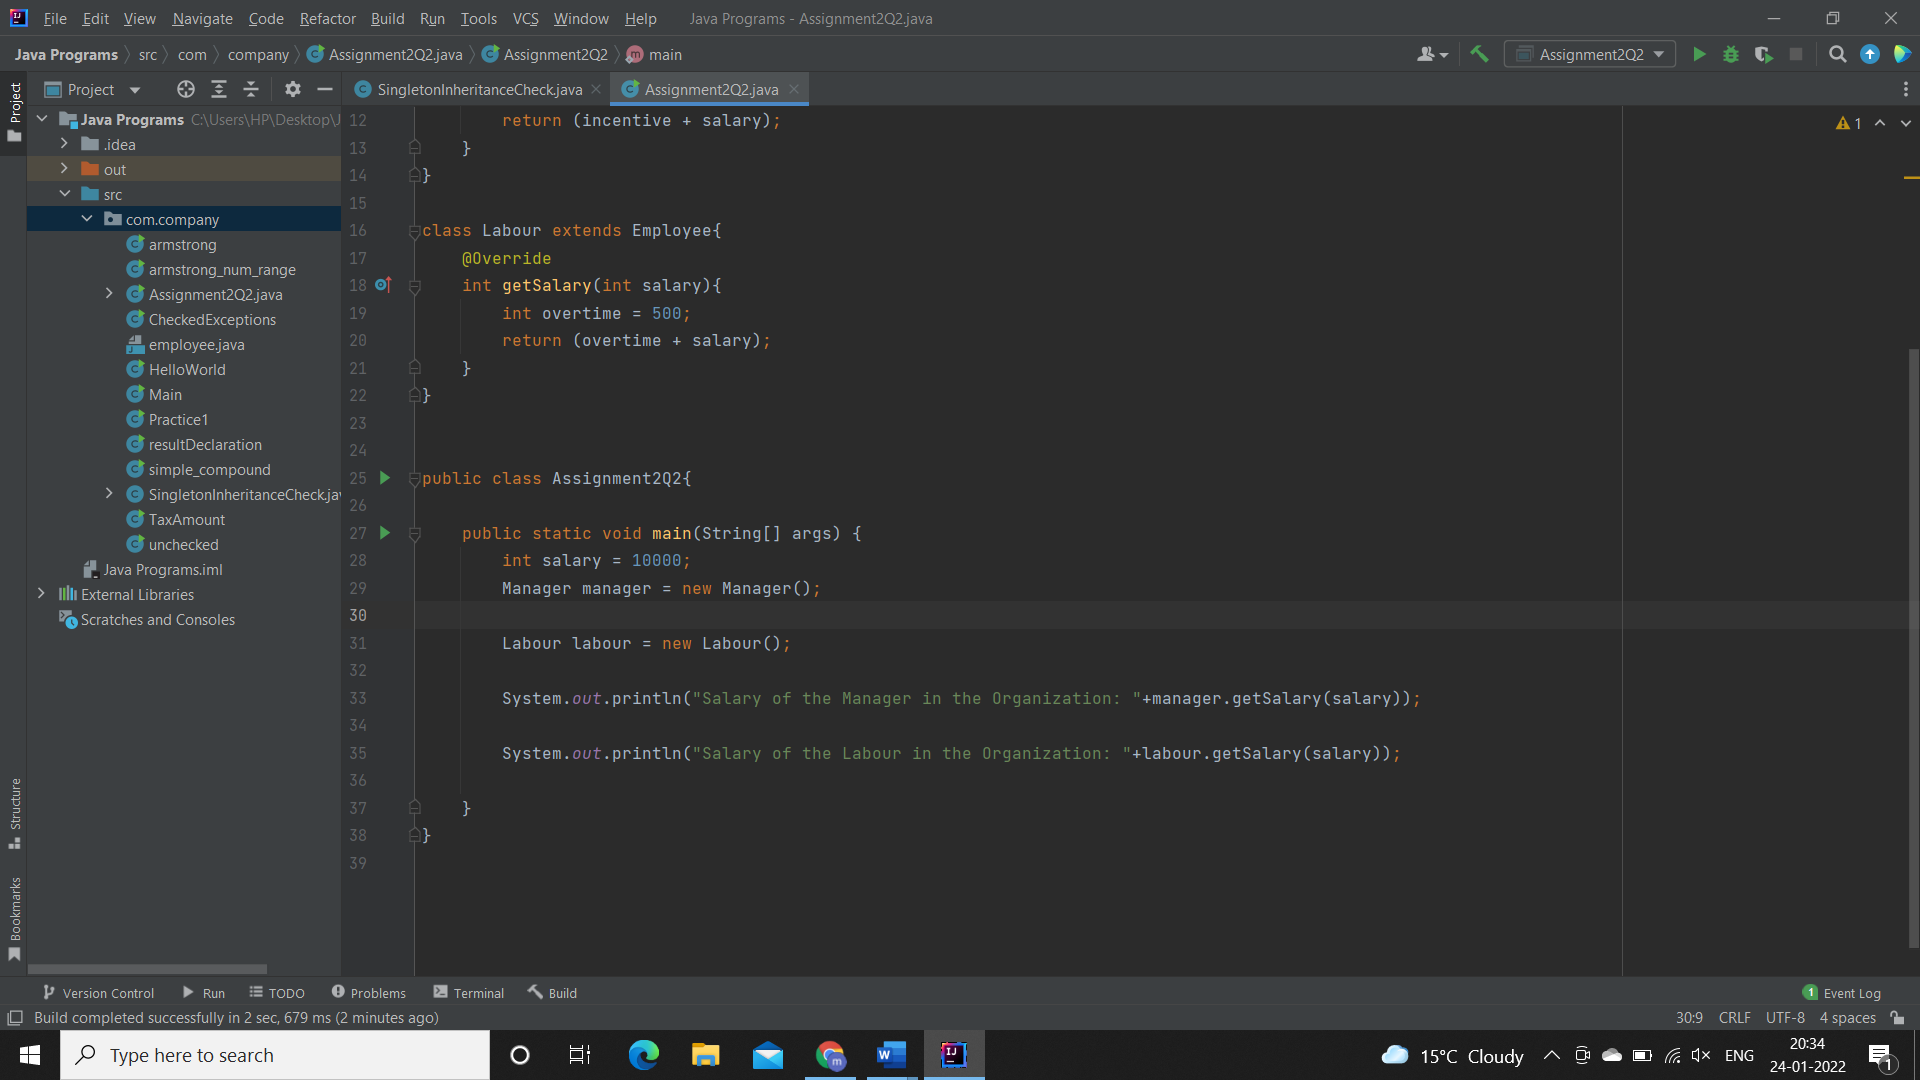 File Edit View Navigate Code Refactor Build Run Tools VCS Window Help Java Programs - Assignment2Q2.java
Java Programs src com company Assignment2Q2.java Assignment2Q2 main Assignment2Q2
Project SingletonInheritanceCheck.java Assignment2Q2.java
Project
Java Programs C:\Users\HP\Desktop\J
.idea
out
src
com.company
armstrong
armstrong_num_range
Assignment2Q2.java
CheckedExceptions
employee.java
HelloWorld
Main
Practice1
resultDeclaration
simple_compound
SingletonInheritanceCheck.jav
TaxAmount
unchecked
Java Programs.iml
External Libraries
Scratches and Consoles
Structure
Bookmarks
1
12 return (incentive + salary);
13 }
14 }
15
16 class Labour extends Employee{
17 @Override
18 int getSalary(int salary){
19 int overtime = 500;
20 return (overtime + salary);
21 }
22 }
23
24
25 public class Assignment2Q2{
26
27 public static void main(String[] args) {
28 int salary = 10000;
29 Manager manager = new Manager();
30
31 Labour labour = new Labour();
32
33 System.out.println("Salary of the Manager in the Organization: "+manager.getSalary(salary));
34
35 System.out.println("Salary of the Labour in the Organization: "+labour.getSalary(salary));
36
37 }
38 }
39
Version Control Run TODO Problems Terminal Build 1 Event Log
Build completed successfully in 2 sec, 679 ms (2 minutes ago) 30:9 CRLF UTF-8 4 spaces
Type here to search 15°C Cloudy ENG 20:34
24-01-2022 1